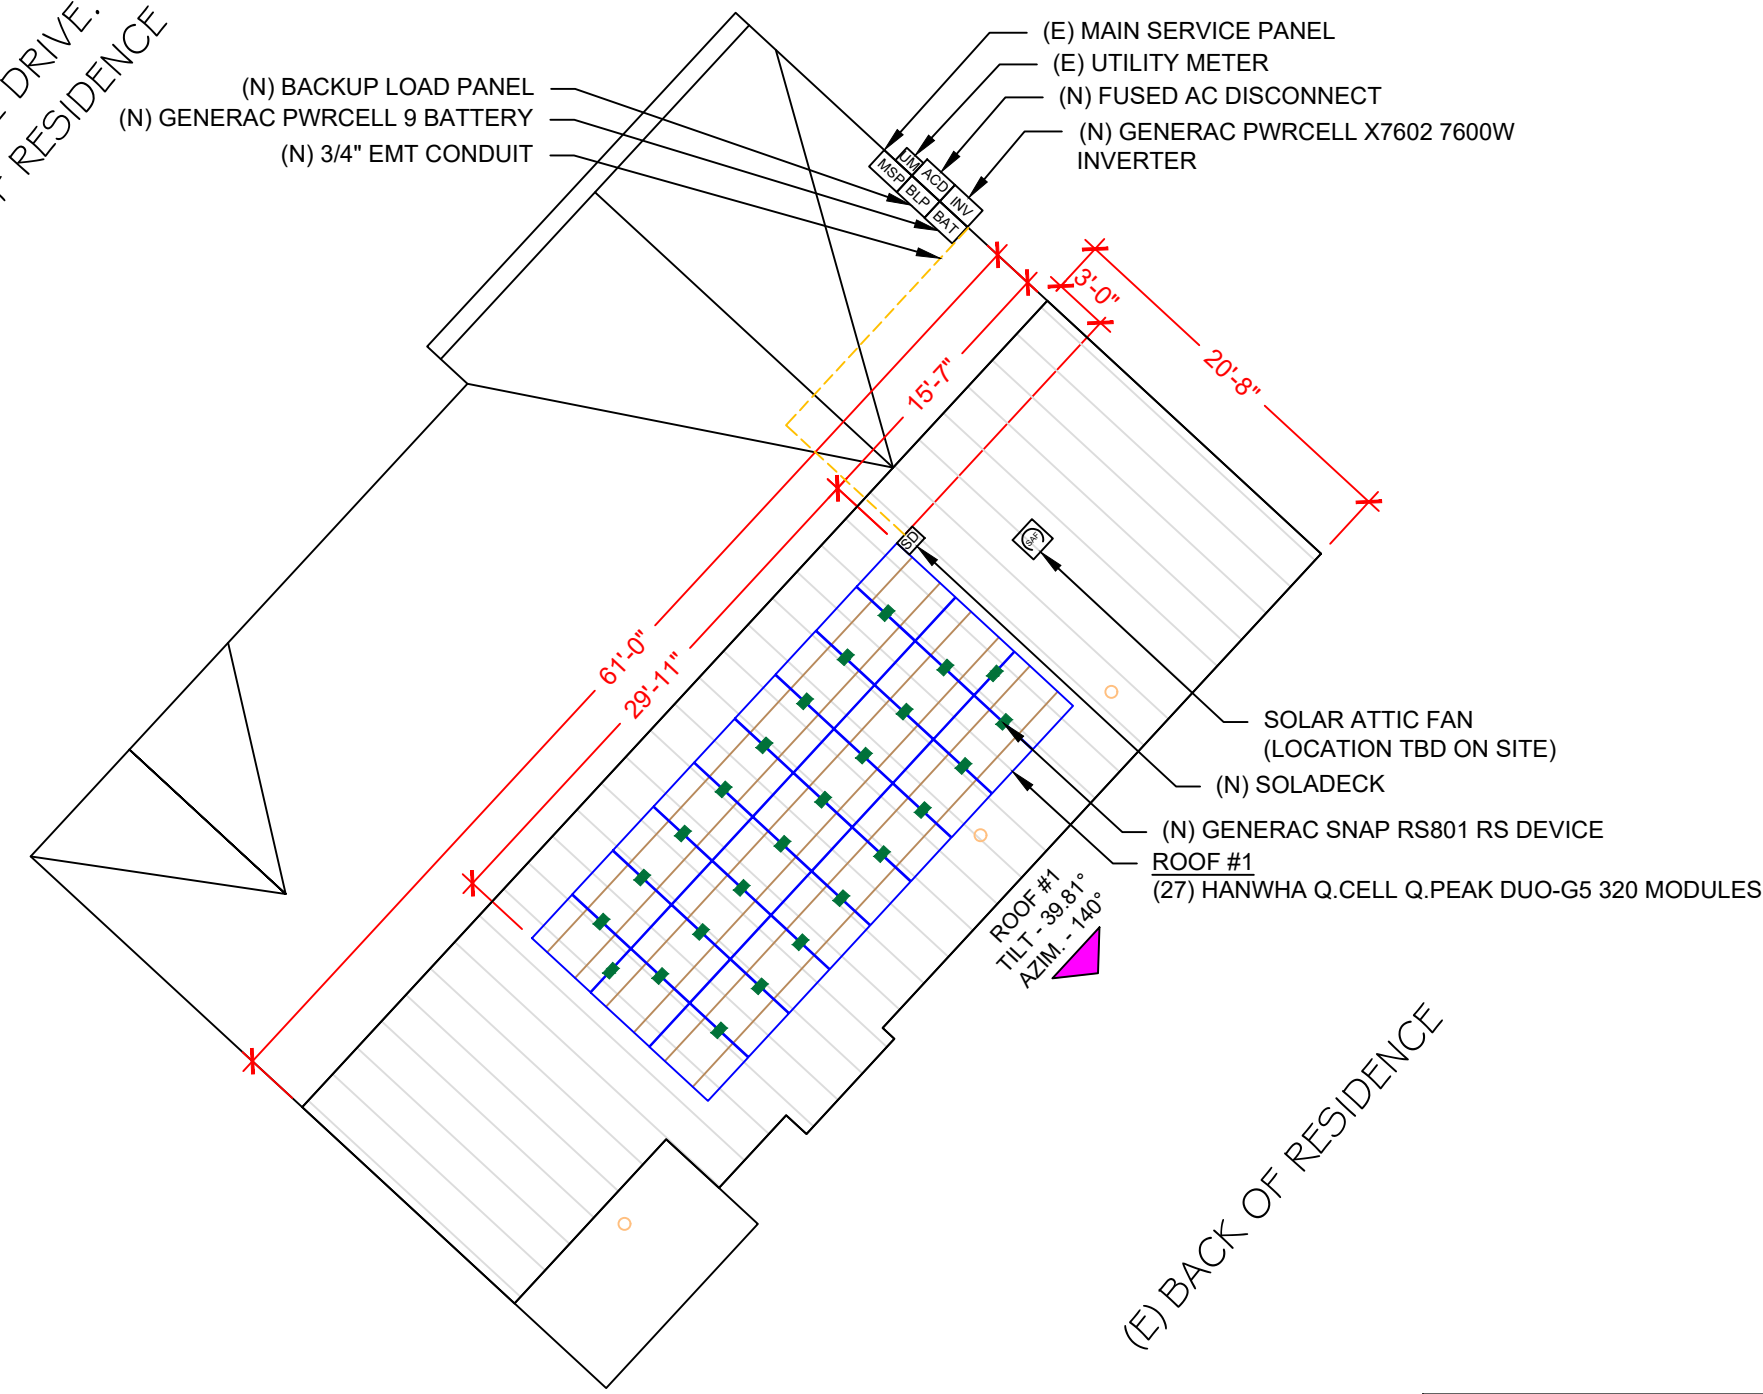 DRIVE.
RESIDENCE
(N) BACKUP LOAD PANEL
(N) GENERAC PWRCELL 9 BATTERY
(N) 3/4" EMT CONDUIT
(E) MAIN SERVICE PANEL
(E) UTILITY METER
(N) FUSED AC DISCONNECT
(N) GENERAC PWRCELL X7602 7600W
INVERTER
UM
ACD
INV
MSP
BLP
BAT
3'-0"
20'-8"
15'-7"
61'-0"
29'-11"
SD
SAF
SOLAR ATTIC FAN
(LOCATION TBD ON SITE)
(N) SOLADECK
(N) GENERAC SNAP RS801 RS DEVICE
ROOF #1
(27) HANWHA Q.CELL Q.PEAK DUO-G5 320 MODULES
ROOF #1
TILT - 39.81°
AZIM. - 140°
(E) BACK OF RESIDENCE